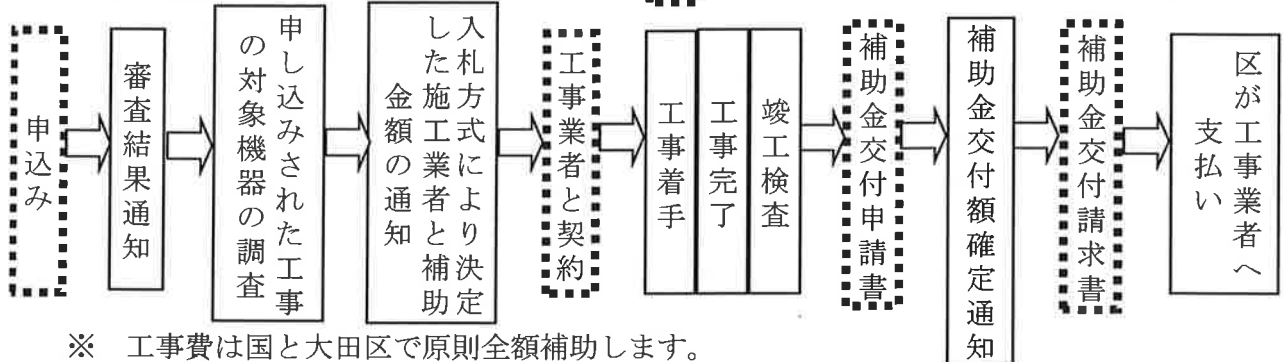 申込み
審査結果通知
申し込みされた工事
の対象機器の調査
入札方式により決定
した施工業者と補助
金額の通知
工事業者と契約
工事着手
工事完了
竣工検査
補助金交付申請書
補助金交付額確定通知
補助金交付請求書
区が工事業者へ
支払い
※ 工事費は国と大田区で原則全額補助します。